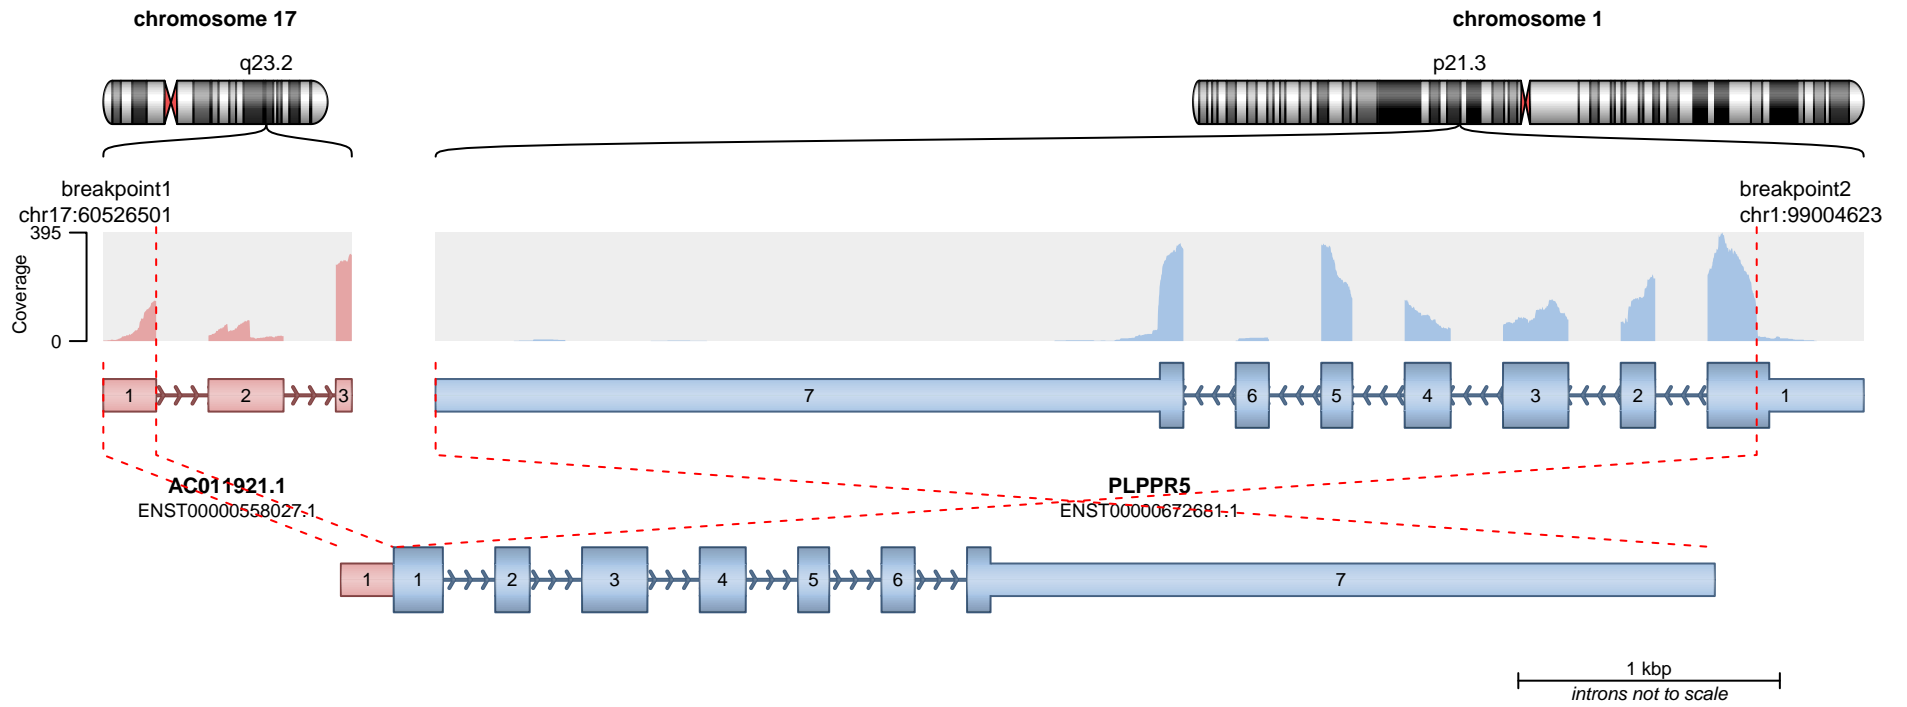 chromosome 17
chromosome 1
q23.2
p21.3
breakpoint1
chr17:60526501
breakpoint2
chr1:99004623
395
Coverage
0
1 2 3
7 6 5 4 3 2 1
AC011921.1
ENST00000558027.1
PLPPR5
ENST00000672681.1
1 1 2 3 4 5 6 7
1 kbp
introns not to scale